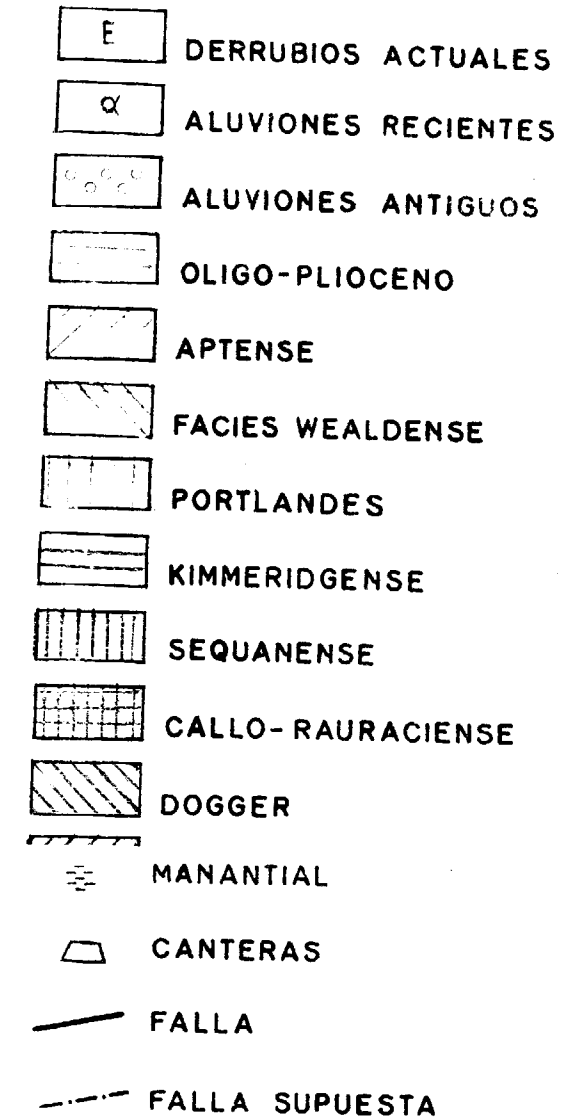 E DERRUBIOS ACTUALES
α ALUVIONES RECIENTES
ALUVIONES ANTIGUOS
OLIGO-PLIOCENO
APTENSE
FACIES WEALDENSE
PORTLANDES
KIMMERIDGENSE
SEQUANENSE
CALLO-RAURACIENSE
DOGGER
MANANTIAL
CANTERAS
FALLA
FALLA SUPUESTA